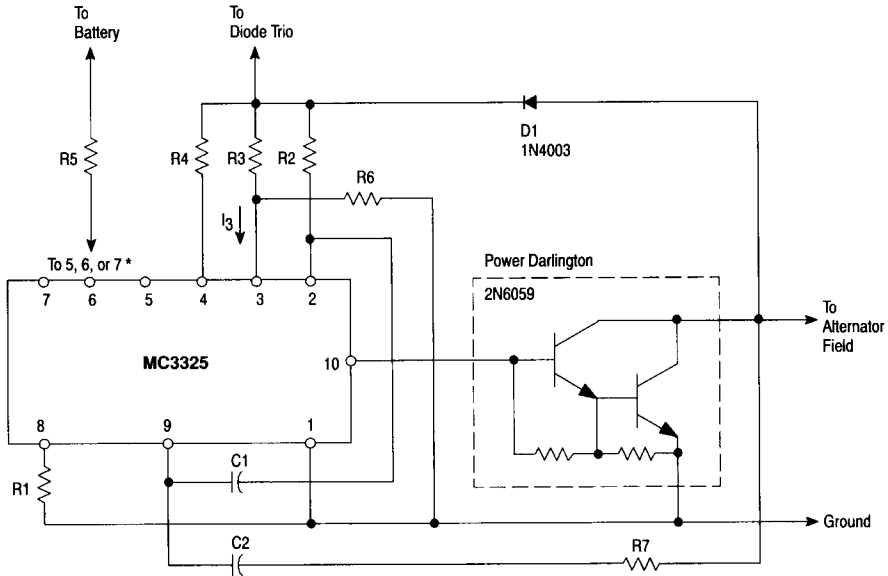 To
Battery
To
Diode Trio
D1
1N4003
R5
R4
R3
R2
R6
I3
To 5, 6, or 7 *
7
6
5
4
3
2
Power Darlington
2N6059
To
Alternator
Field
MC3325
10
8
9
1
R1
C1
Ground
C2
R7